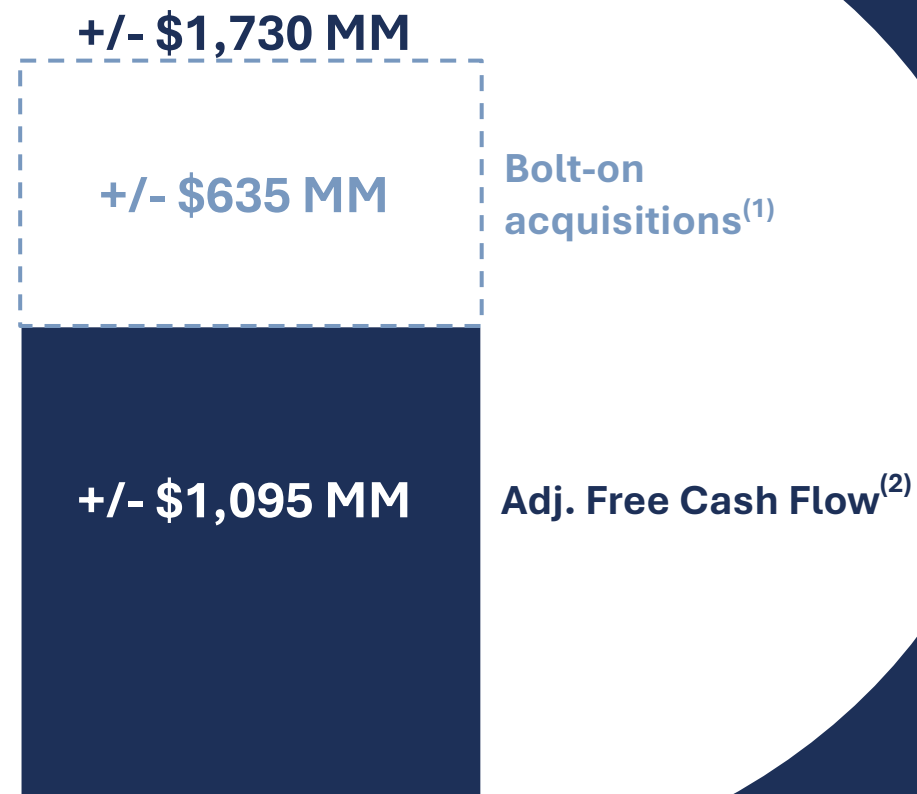 +/- $1,730 MM
+/- $635 MM
Bolt-on
acquisitions(1)
+/- $1,095 MM
Adj. Free Cash Flow(2)